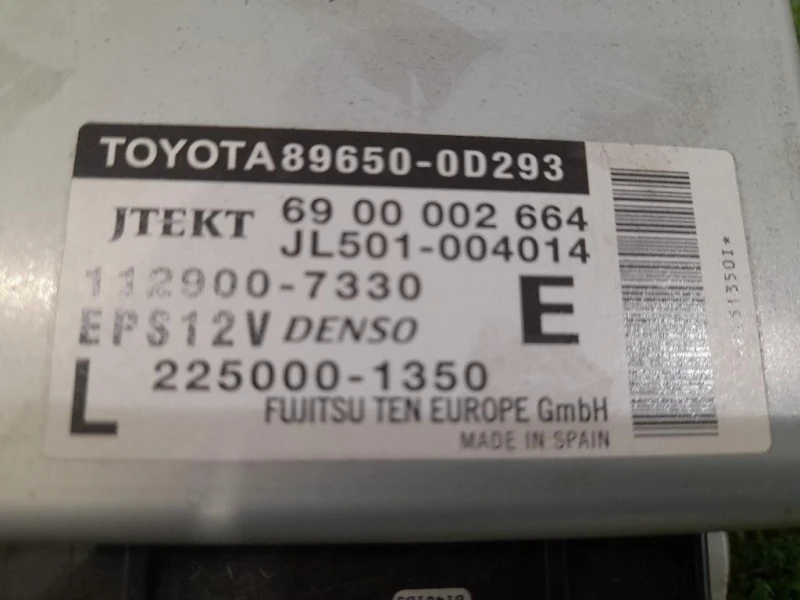 TOYOTA 89650-0D293
JTEKT 69 00 002 664
JL501-004014
112900-7330
E
EPS12V DENSO
L 225000-1350
FUJITSU TEN EUROPE GmbH
MADE IN SPAIN